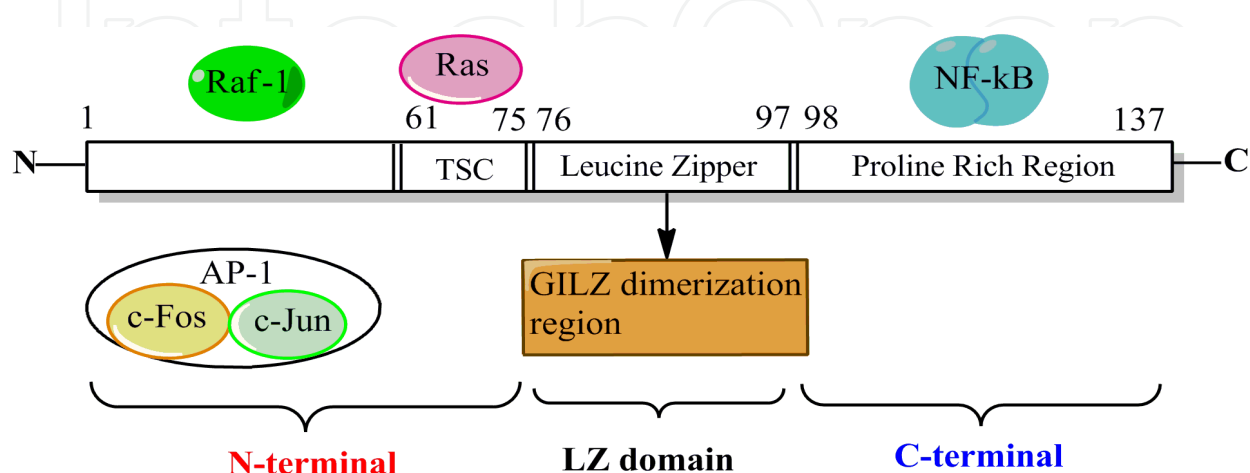 Raf-1
Ras
NF-kB
1
61
75
76
97
98
137
N
TSC
Leucine Zipper
Proline Rich Region
C
AP-1
c-Fos
c-Jun
GILZ dimerization
region
N-terminal
LZ domain
C-terminal